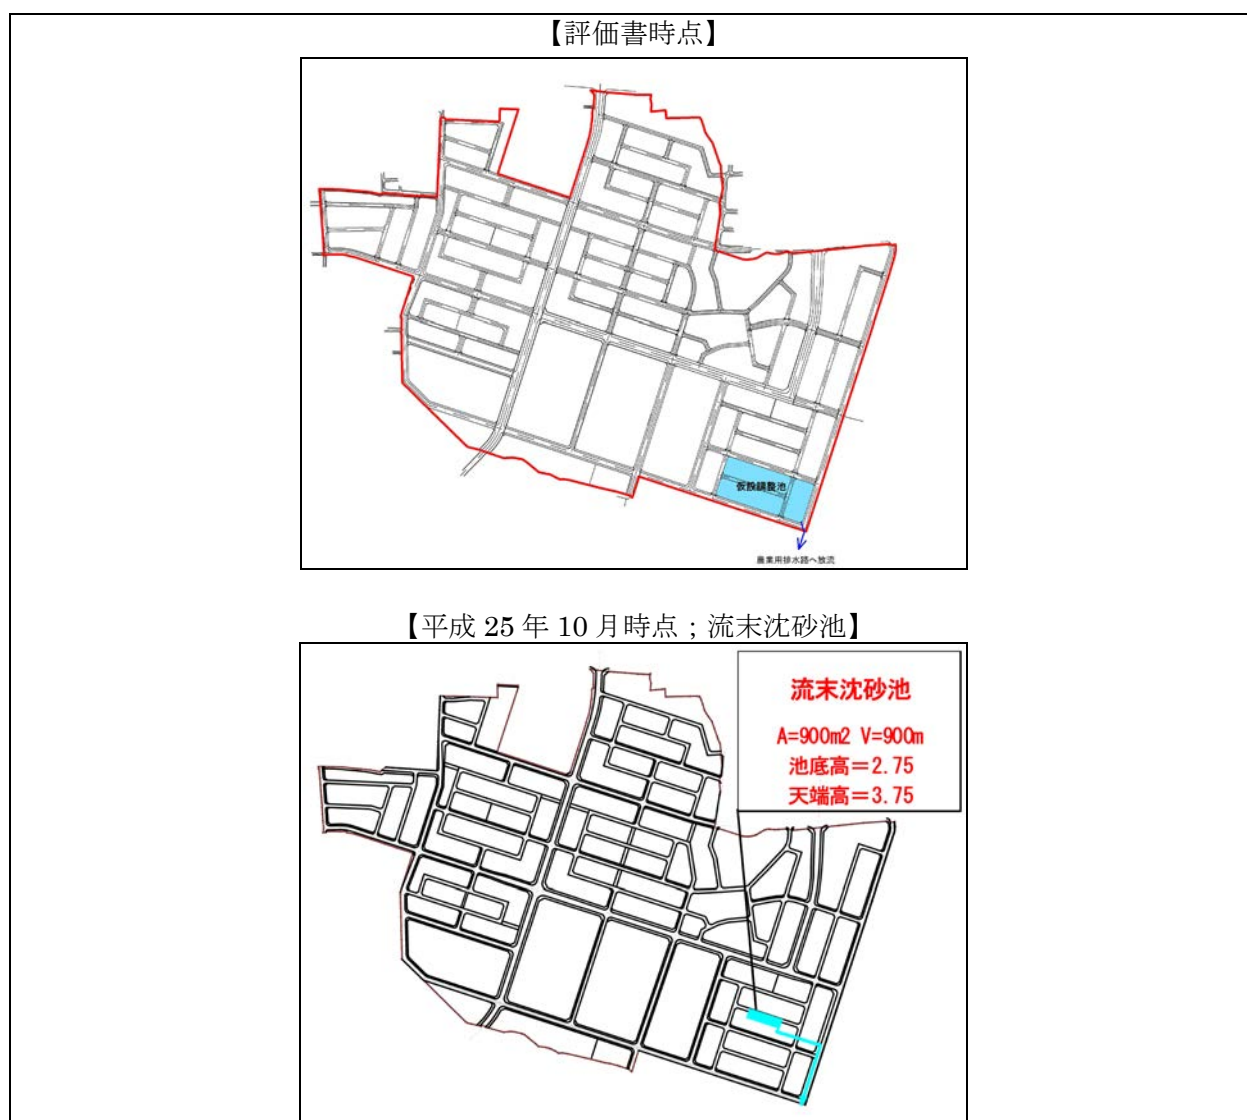 【評価書時点】
仮設調整池
農業用排水路へ放流
【平成 25 年 10 月時点；流末沈砂池】
流末沈砂池
A=900m2 V=900m
池底高=2.75
天端高=3.75